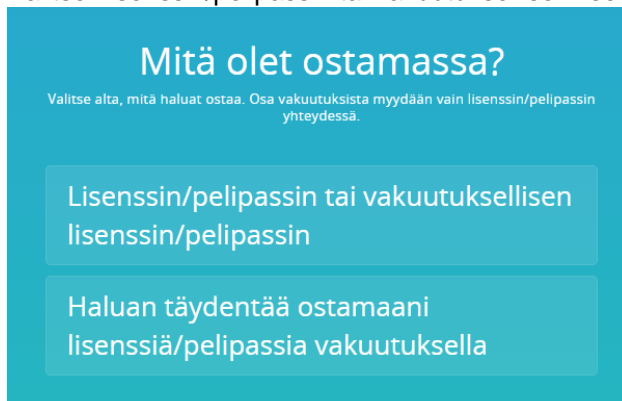 Mitä olet ostamassa?
Valitse alta, mitä haluat ostaa. Osa vakuutuksista myydään vain lisenssin/pelipassin
yhteydessä.
Lisenssin/pelipassin tai vakuutuksellisen
lisenssin/pelipassin
Haluan täydentää ostamaani
lisenssiä/pelipassia vakuutuksella